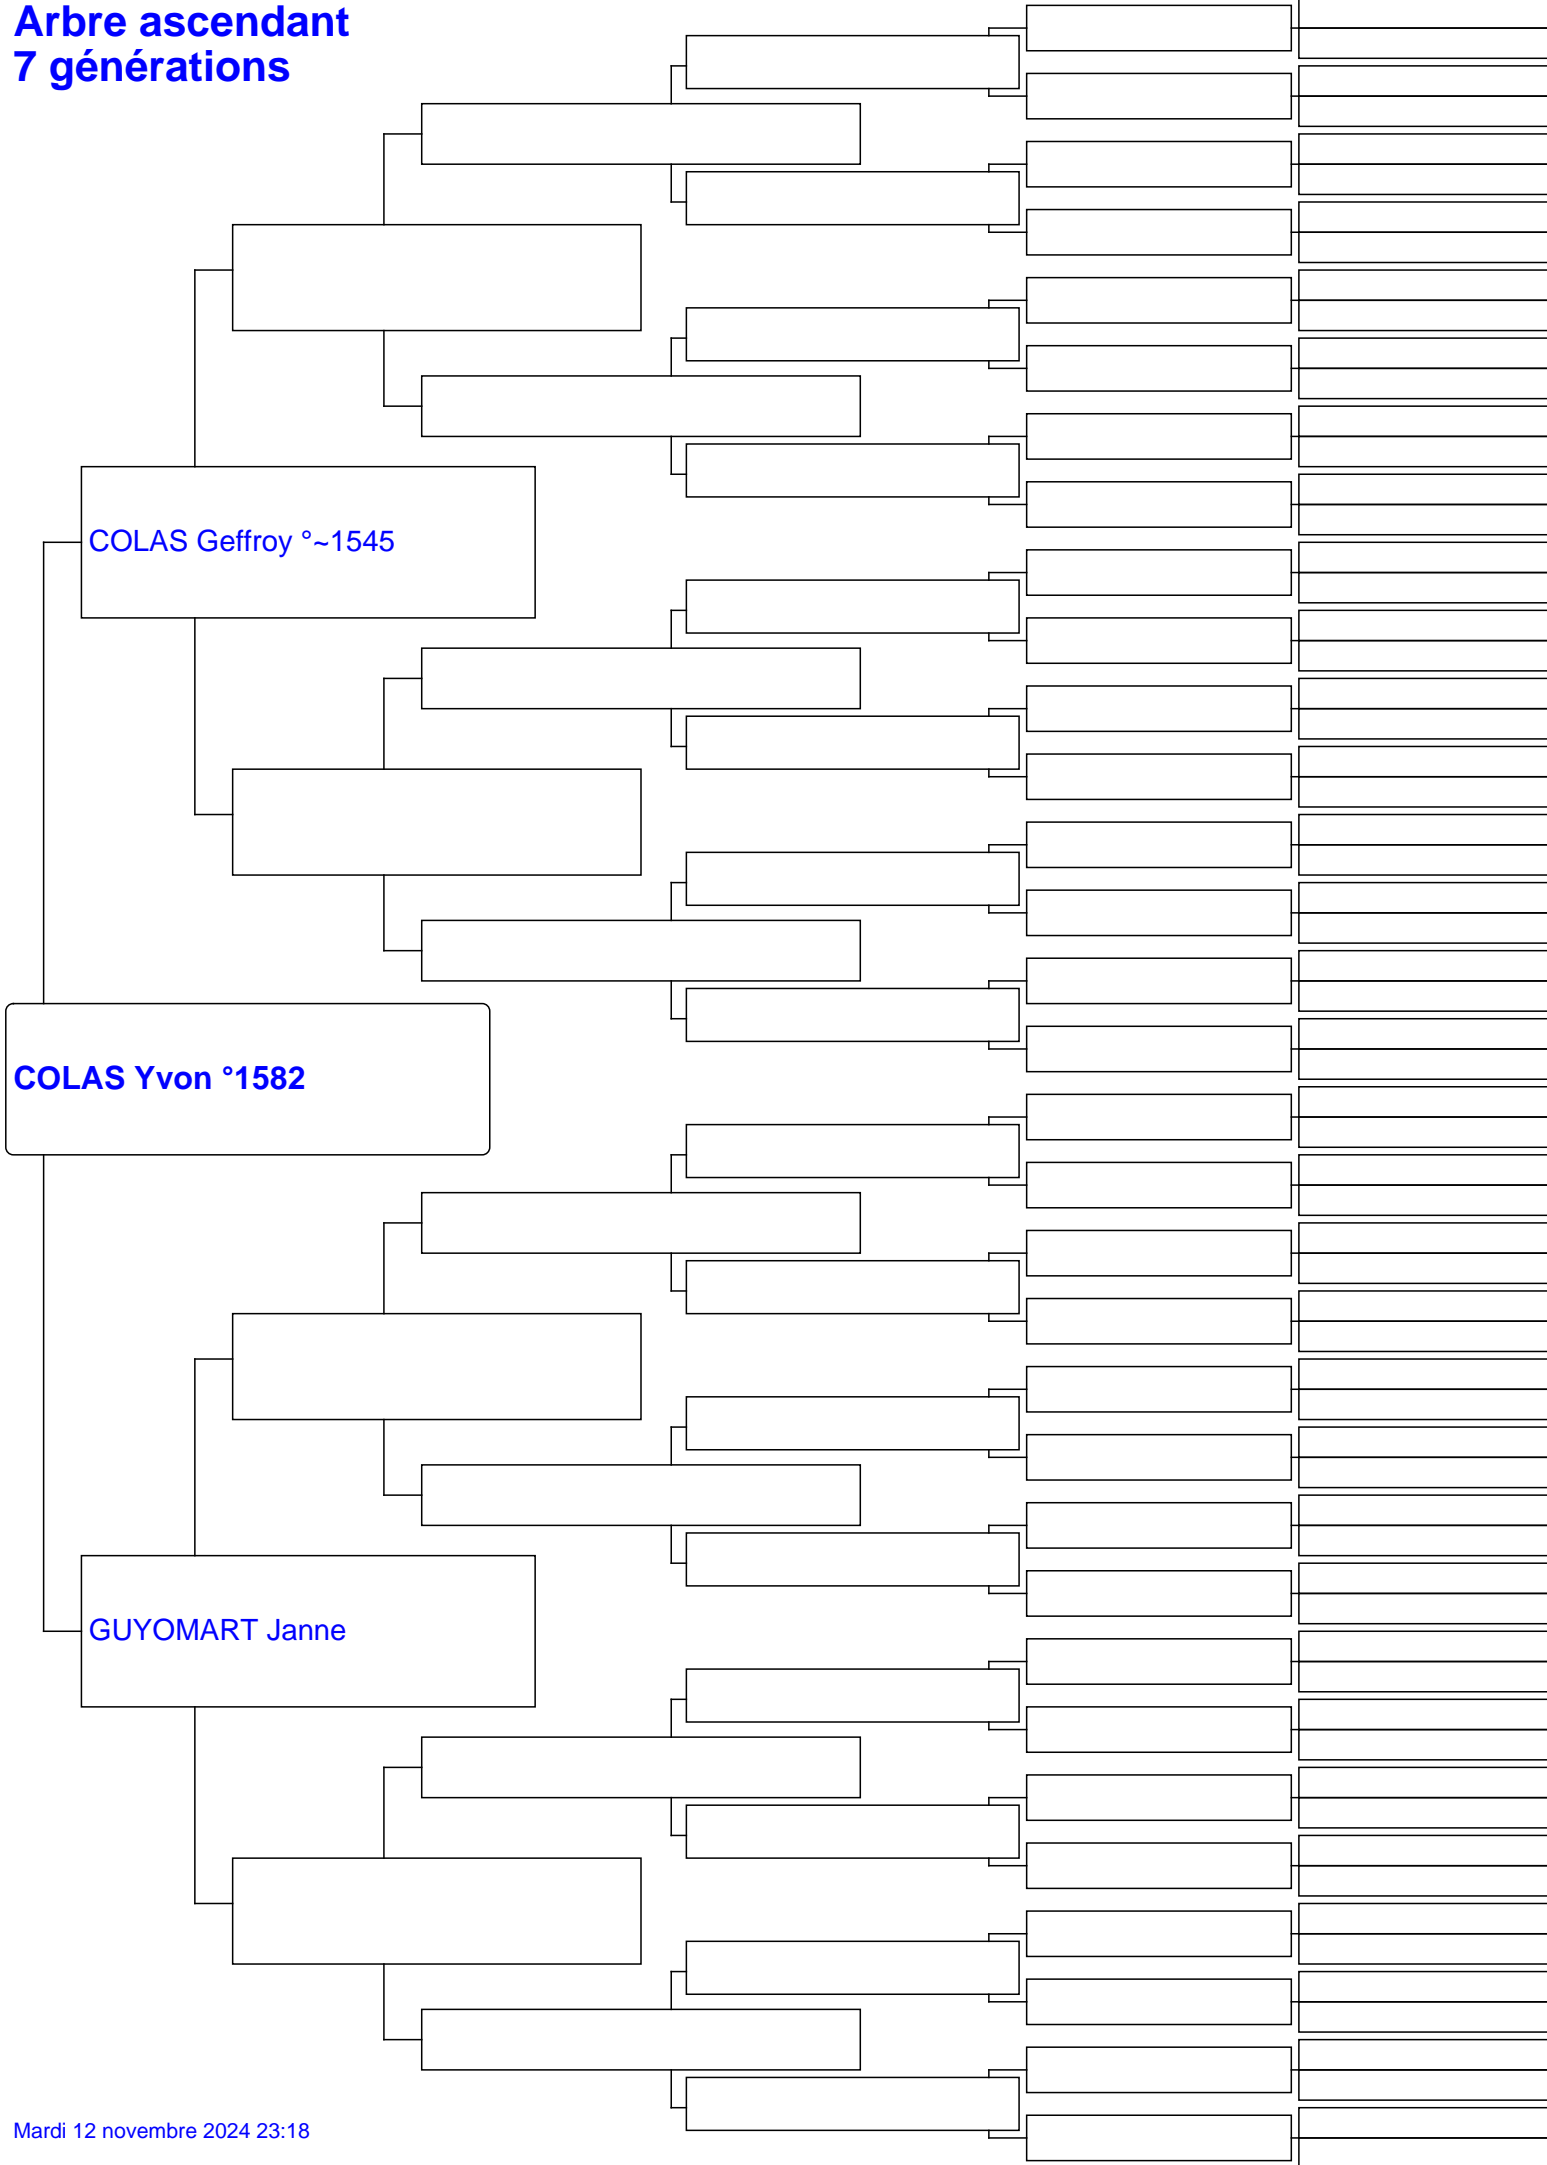 Arbre ascendant
7 générations
COLAS Geffroy °~1545
COLAS Yvon °1582
GUYOMART Janne
Mardi 12 novembre 2024 23:18